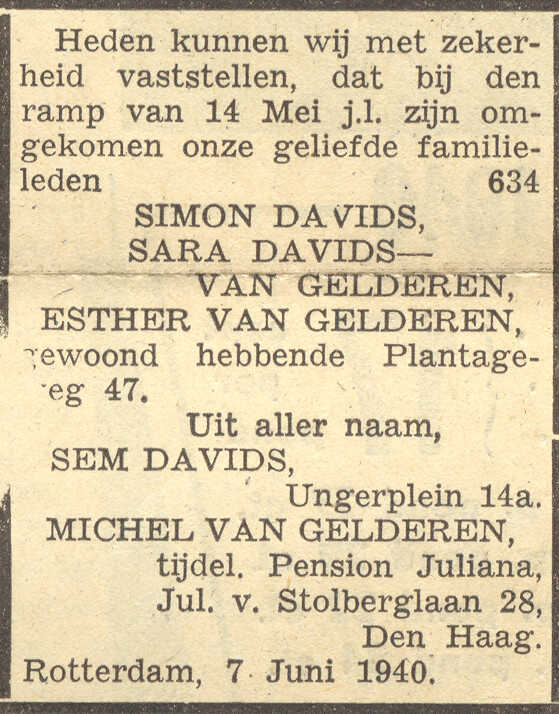 Heden kunnen wij met zeker-
heid vaststellen, dat bij den
ramp van 14 Mei j.l. zijn om-
gekomen onze geliefde familie-
leden 634
SIMON DAVIDS,
SARA DAVIDS—
VAN GELDEREN,
ESTHER VAN GELDEREN,
gewoond hebbende Plantage-
eg 47.
Uit aller naam,
SEM DAVIDS,
Ungerplein 14a.
MICHEL VAN GELDEREN,
tijdel. Pension Juliana,
Jul. v. Stolberglaan 28,
Den Haag.
Rotterdam, 7 Juni 1940.